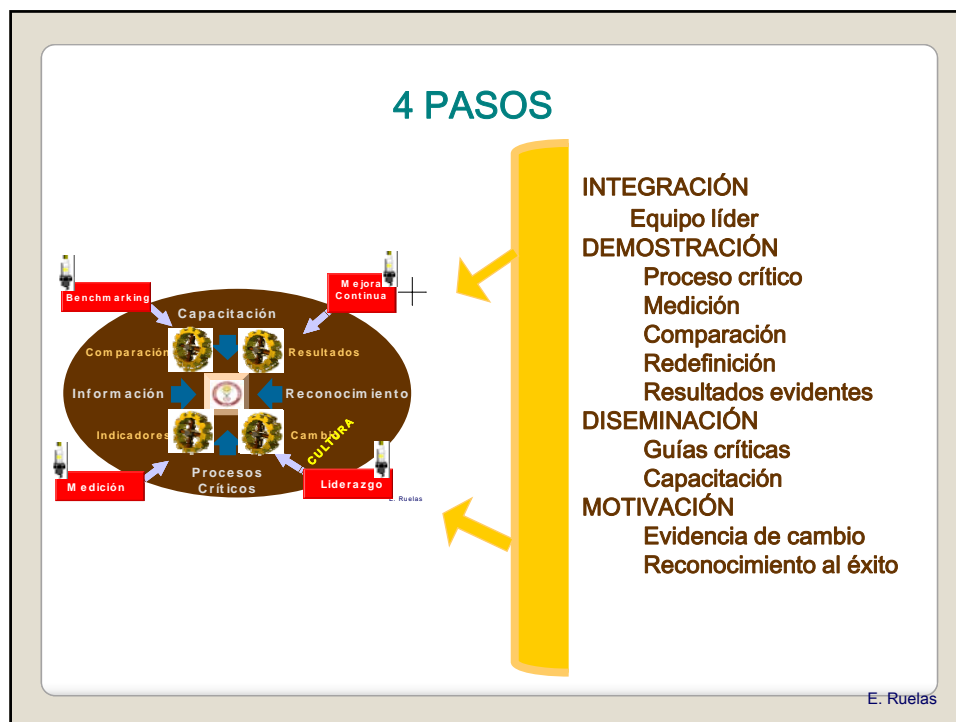 4 PASOS
Benchmarking
Mejora
Continua
Capacitación
Comparación
Resultados
Información
Reconocimiento
Indicadores
Cambio
CULTURA
Procesos
Críticos
Medición
Liderazgo
E. Ruelas
INTEGRACIÓN
Equipo líder
DEMOSTRACIÓN
Proceso crítico
Medición
Comparación
Redefinición
Resultados evidentes
DISEMINACIÓN
Guías críticas
Capacitación
MOTIVACIÓN
Evidencia de cambio
Reconocimiento al éxito
E. Ruelas